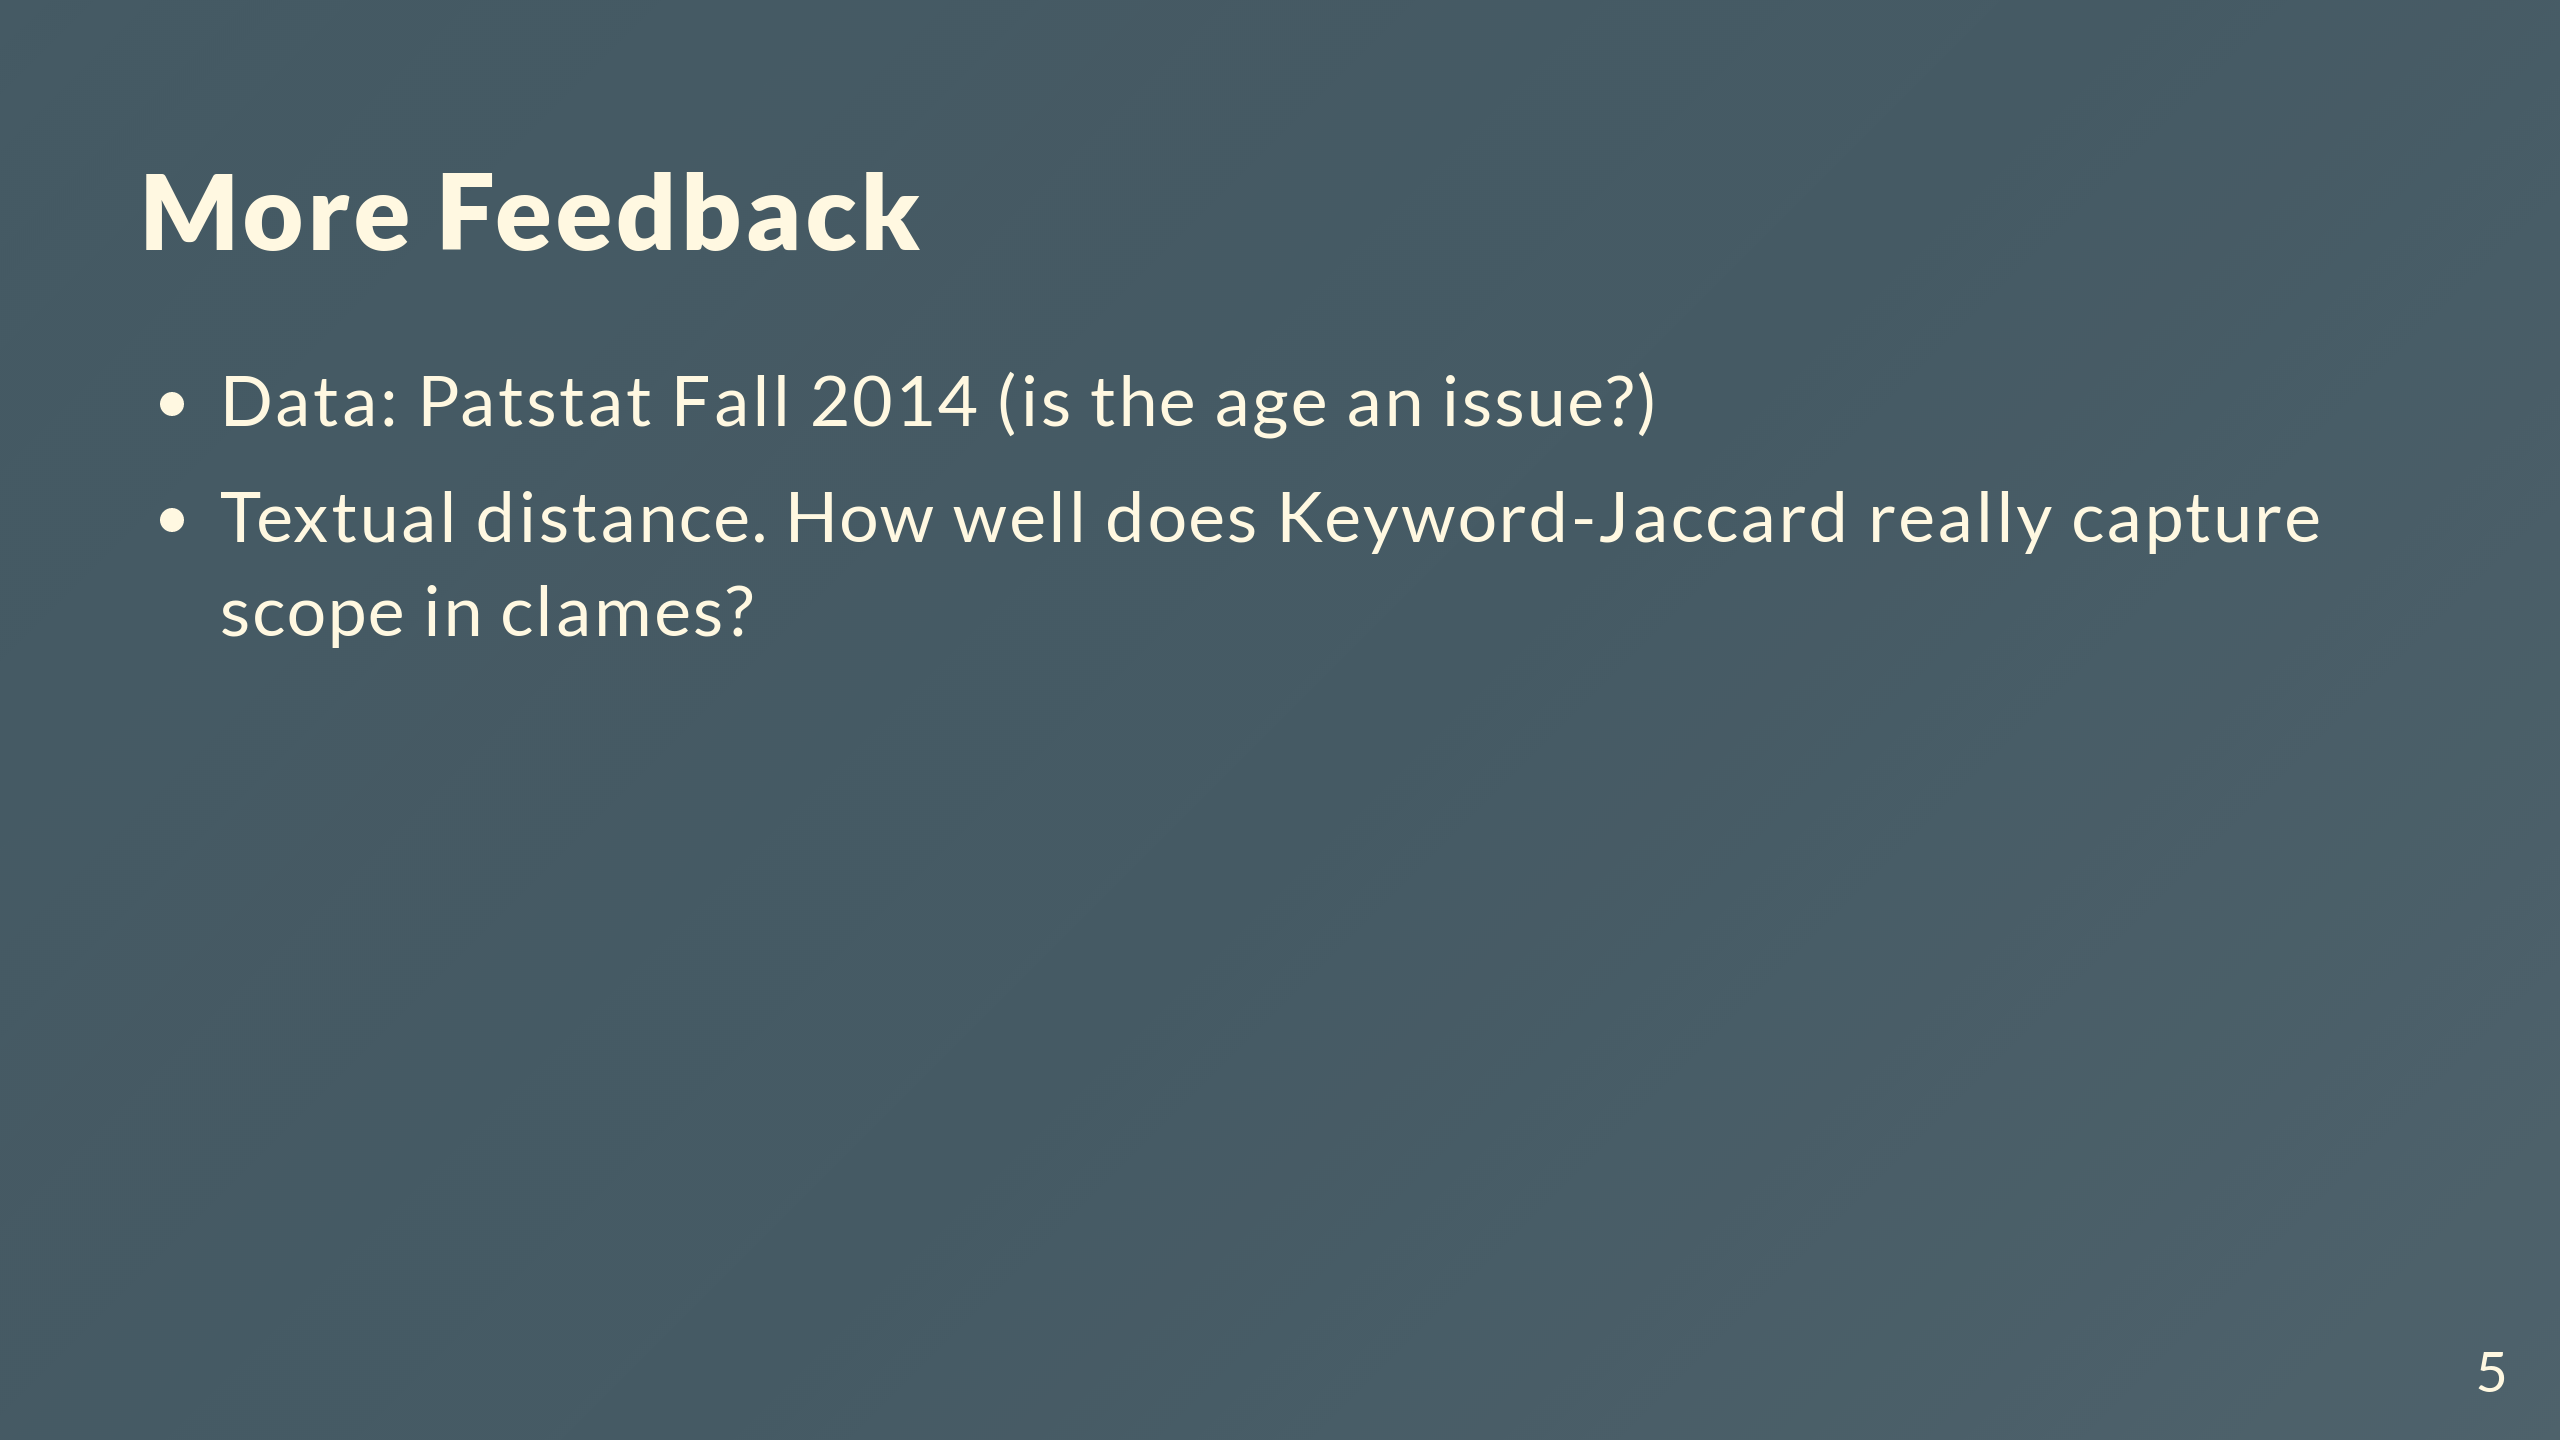 More Feedback
• Data: Patstat Fall 2014 (is the age an issue?)
• Textual distance. How well does Keyword-Jaccard really capture
scope in clames?
5